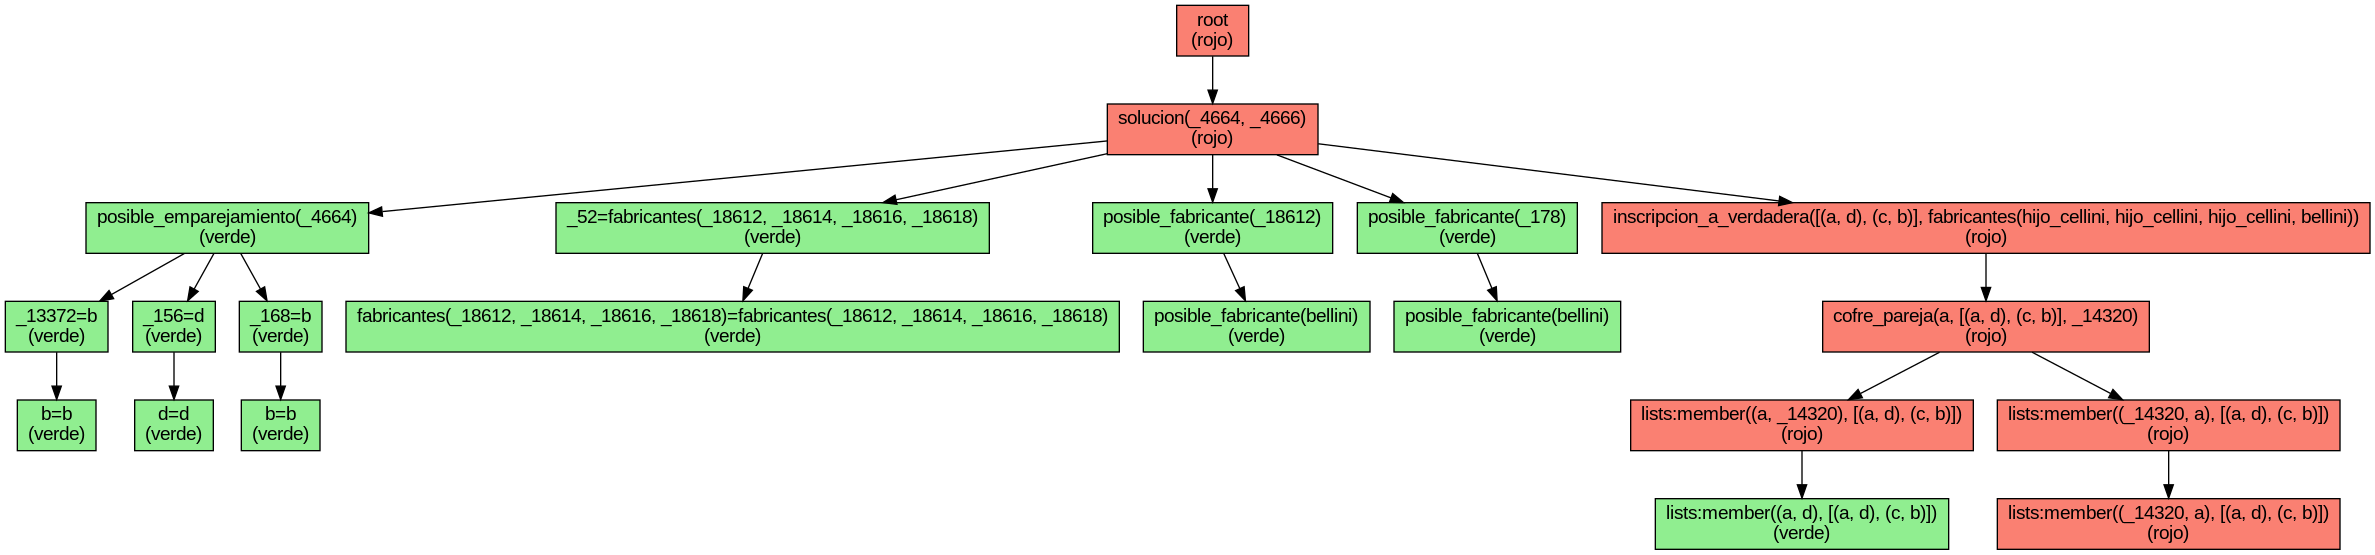 root
(rojo)
solucion(_4664, _4666)
(rojo)
posible_emparejamiento(_4664)
(verde)
_52=fabricantes(_18612, _18614, _18616, _18618)
(verde)
posible_fabricante(_18612)
(verde)
posible_fabricante(_178)
(verde)
inscripcion_a_verdadera([(a, d), (c, b)], fabricantes(hijo_cellini, hijo_cellini, hijo_cellini, bellini))
(rojo)
_13372=b
(verde)
_156=d
(verde)
_168=b
(verde)
fabricantes(_18612, _18614, _18616, _18618)=fabricantes(_18612, _18614, _18616, _18618)
(verde)
posible_fabricante(bellini)
(verde)
posible_fabricante(bellini)
(verde)
cofre_pareja(a, [(a, d), (c, b)], _14320)
(rojo)
b=b
(verde)
d=d
(verde)
b=b
(verde)
lists:member((a, _14320), [(a, d), (c, b)])
(rojo)
lists:member((_14320, a), [(a, d), (c, b)])
(rojo)
lists:member((a, d), [(a, d), (c, b)])
(verde)
lists:member((_14320, a), [(a, d), (c, b)])
(rojo)